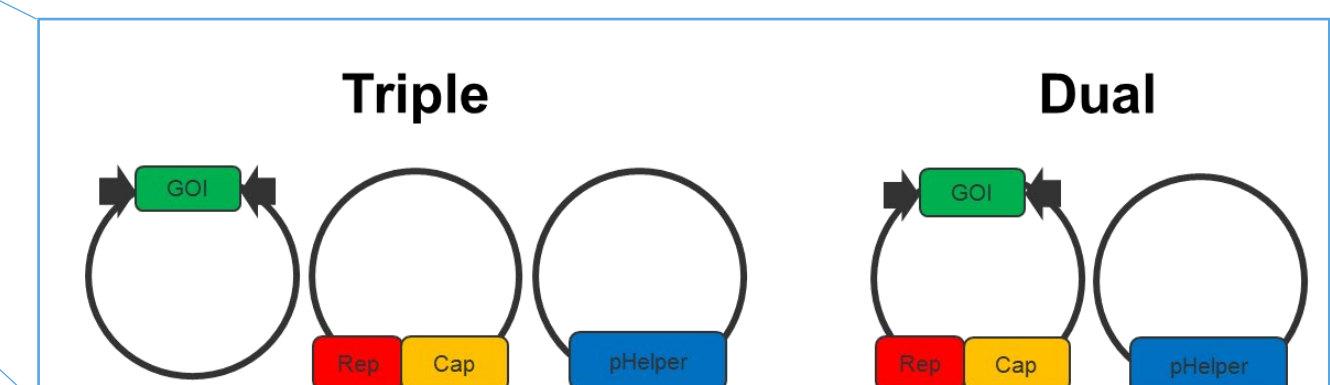 Triple
Dual
GOI
GOI
Rep
Cap
pHelper
Rep
Cap
pHelper